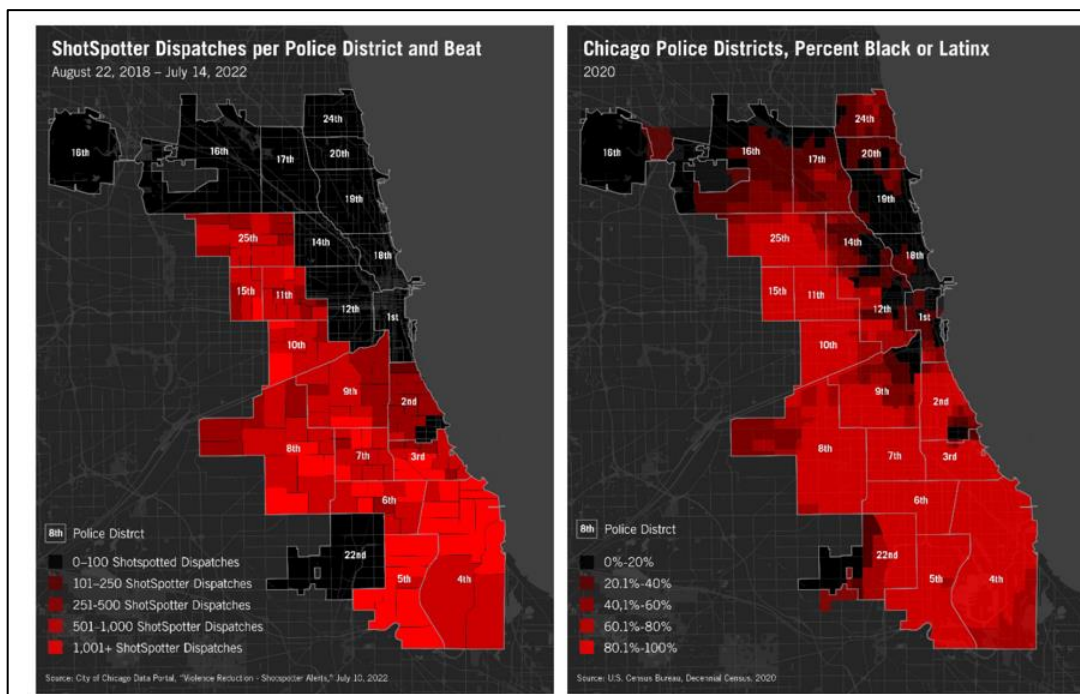 ShotSpotter Dispatches per Police District and Beat
August 22, 2018 – July 14, 2022
24th
16th
16th
17th
20th
19th
25th
14th
18th
15th
11th
12th
1st
10th
9th
2nd
8th
7th
3rd
6th
22nd
5th
4th
8th Police Distrct
0–100 Shotspotted Dispatches
101–250 ShotSpotter Dispatches
251-500 ShotSpotter Dispatches
501–1,000 ShotSpotter Dispatches
1,001+ ShotSpotter Dispatches
Source: City of Chicago Data Portal, "Violence Reduction - Shotspotter Alerts," July 10, 2022.
Chicago Police Districts, Percent Black or Latinx
2020
24th
16th
16th
17th
20th
19th
25th
14th
18th
15th
11th
12th
1st
10th
9th
2nd
8th
7th
3rd
6th
22nd
5th
4th
8th Police Distrct
0%-20%
20.1%-40%
40,1%-60%
60.1%-80%
80.1%-100%
Source: U.S. Census Bureau, Decennial Census, 2020